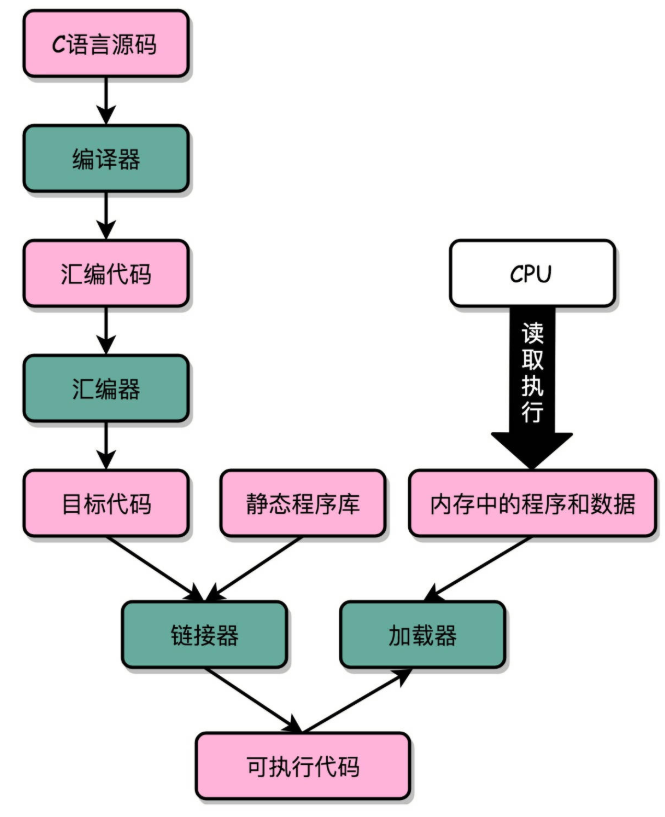 C语言源码
编译器
汇编代码
CPU
读
取
执
行
汇编器
目标代码
静态程序库
内存中的程序和数据
链接器
加载器
可执行代码